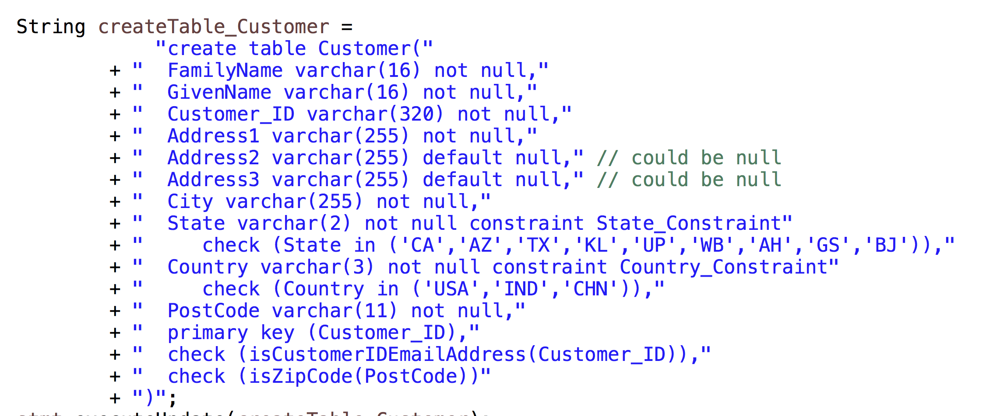 String createTable_Customer =
"create table Customer("
+ "  FamilyName varchar(16) not null,"
+ "  GivenName varchar(16) not null,"
+ "  Customer_ID varchar(320) not null,"
+ "  Address1 varchar(255) not null,"
+ "  Address2 varchar(255) default null," // could be null
+ "  Address3 varchar(255) default null," // could be null
+ "  City varchar(255) not null,"
+ "  State varchar(2) not null constraint State_Constraint"
+ "     check (State in ('CA','AZ','TX','KL','UP','WB','AH','GS','BJ')),"
+ "  Country varchar(3) not null constraint Country_Constraint"
+ "     check (Country in ('USA','IND','CHN')),"
+ "  PostCode varchar(11) not null,"
+ "  primary key (Customer_ID),"
+ "  check (isCustomerIDEmailAddress(Customer_ID)),"
+ "  check (isZipCode(PostCode))"
+ ")";
stmt.executeUpdate(createTable_Customer);